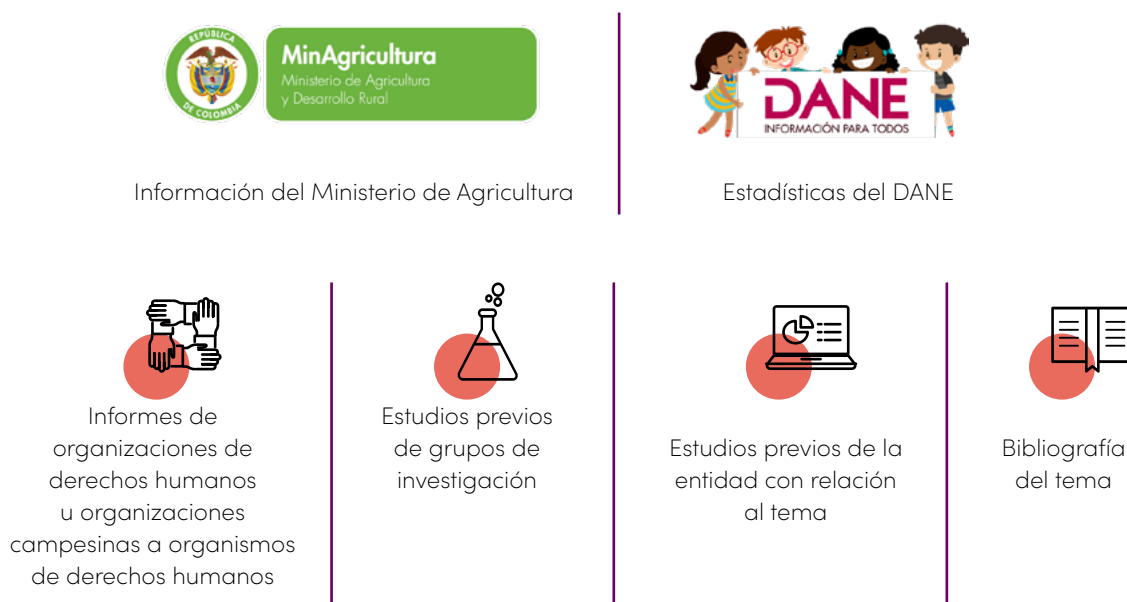 REPÚBLICA
DE COLOMBIA
MinAgricultura
Ministerio de Agricultura
y Desarrollo Rural
DANE
INFORMACIÓN PARA TODOS
Información del Ministerio de Agricultura
Estadísticas del DANE
Informes de
organizaciones de
derechos humanos
u organizaciones
campesinas a organismos
de derechos humanos
Estudios previos
de grupos de
investigación
Estudios previos de la
entidad con relación
al tema
Bibliografía
del tema